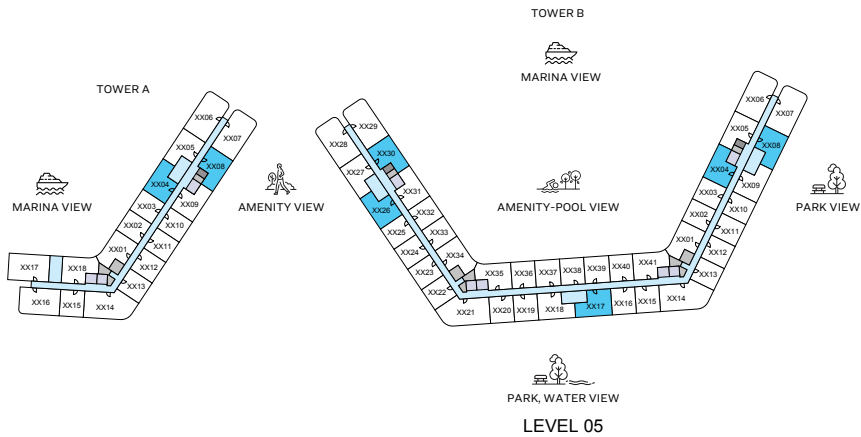 TOWER B
MARINA VIEW
TOWER A
XX06
XX07
XX05
XX08
XX04
XX09
XX03
XX10
XX02
XX11
XX01
XX12
XX18
XX13
XX17
XX16
XX15
XX14
MARINA VIEW
AMENITY VIEW
XX28
XX29
XX27
XX30
XX26
XX31
XX25
XX32
XX24
XX33
XX23
XX34
XX22
XX35
XX36
XX37
XX38
XX39
XX40
XX41
XX21
XX20
XX19
XX18
XX17
XX16
XX15
XX14
XX06
XX07
XX05
XX08
XX04
XX09
XX03
XX10
XX02
XX11
XX01
XX12
XX13
AMENITY-POOL VIEW
PARK VIEW
PARK, WATER VIEW
LEVEL 05